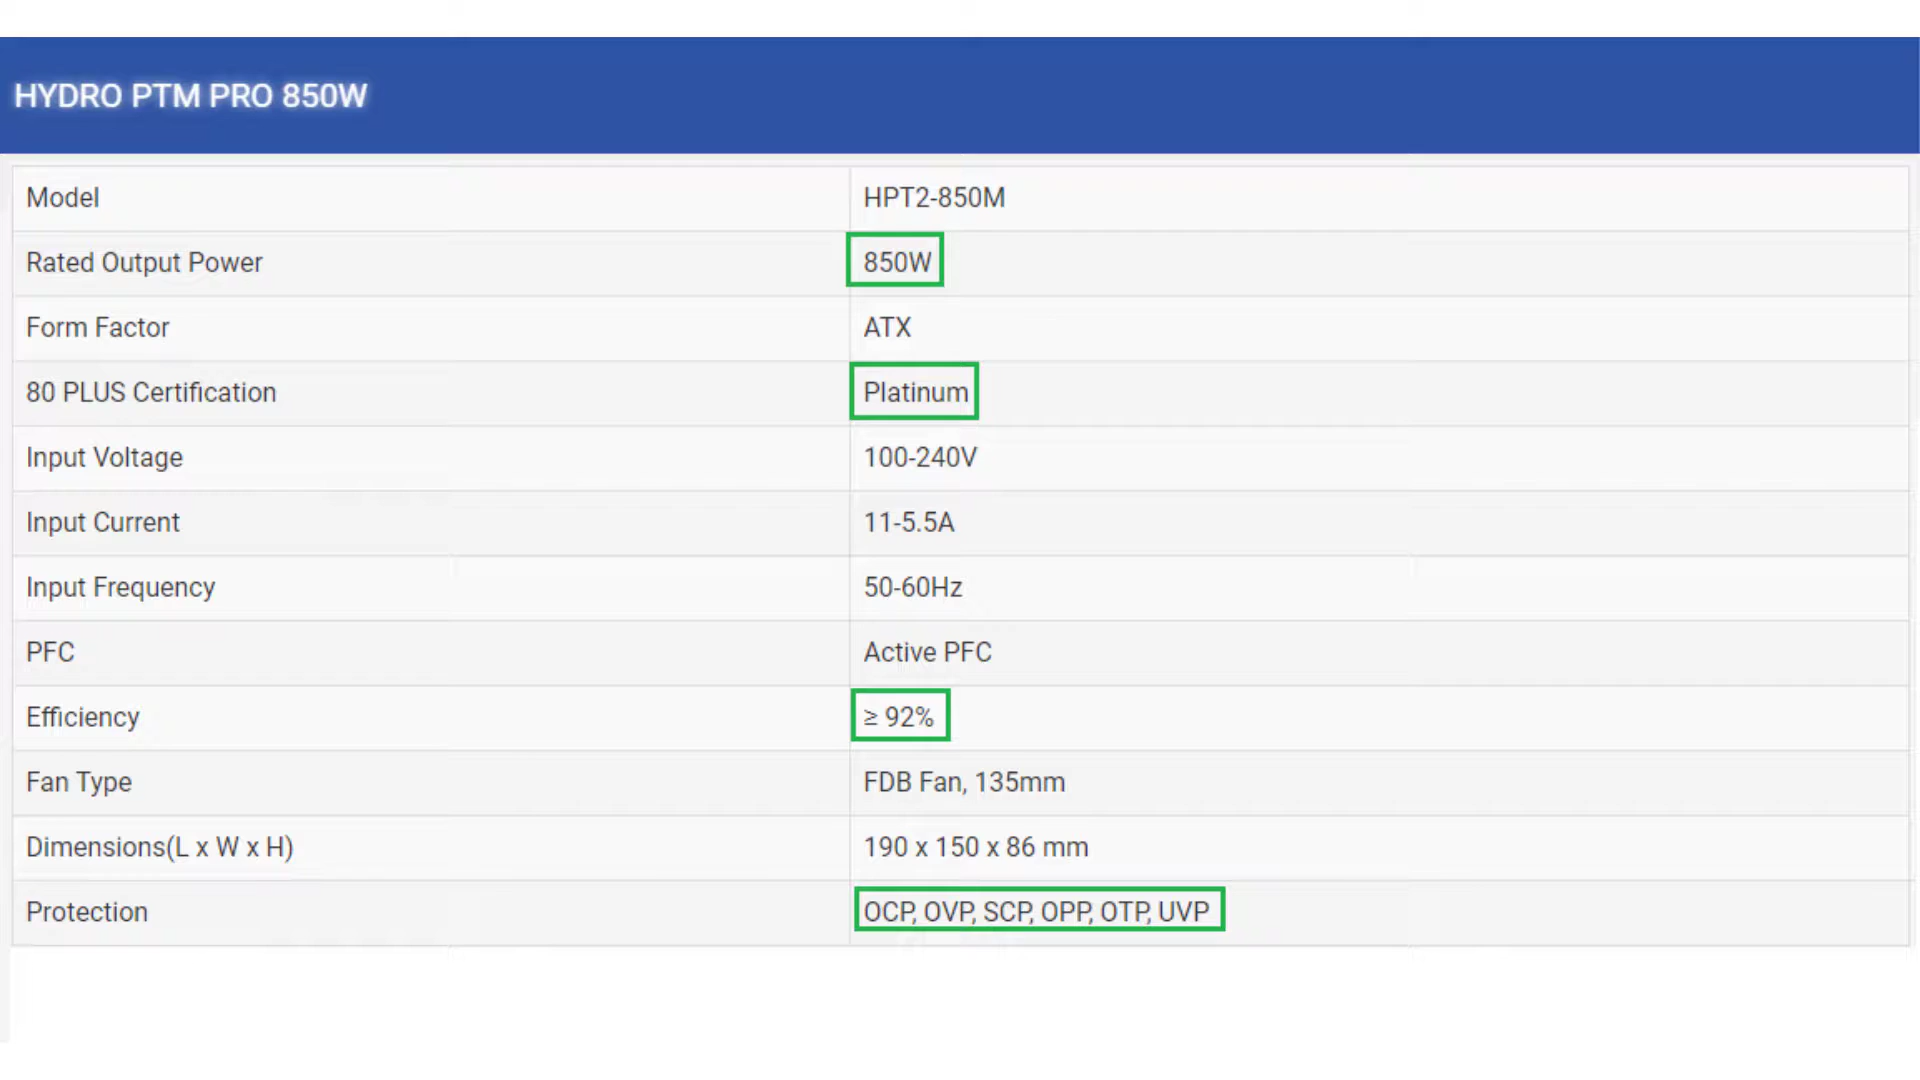 HYDRO PTM PRO 850W
Model HPT2-850M
Rated Output Power 850W
Form Factor ATX
80 PLUS Certification Platinum
Input Voltage 100-240V
Input Current 11-5.5A
Input Frequency 50-60Hz
PFC Active PFC
Efficiency ≥ 92%
Fan Type FDB Fan, 135mm
Dimensions(L x W x H) 190 x 150 x 86 mm
Protection OCP, OVP, SCP, OPP, OTP, UVP